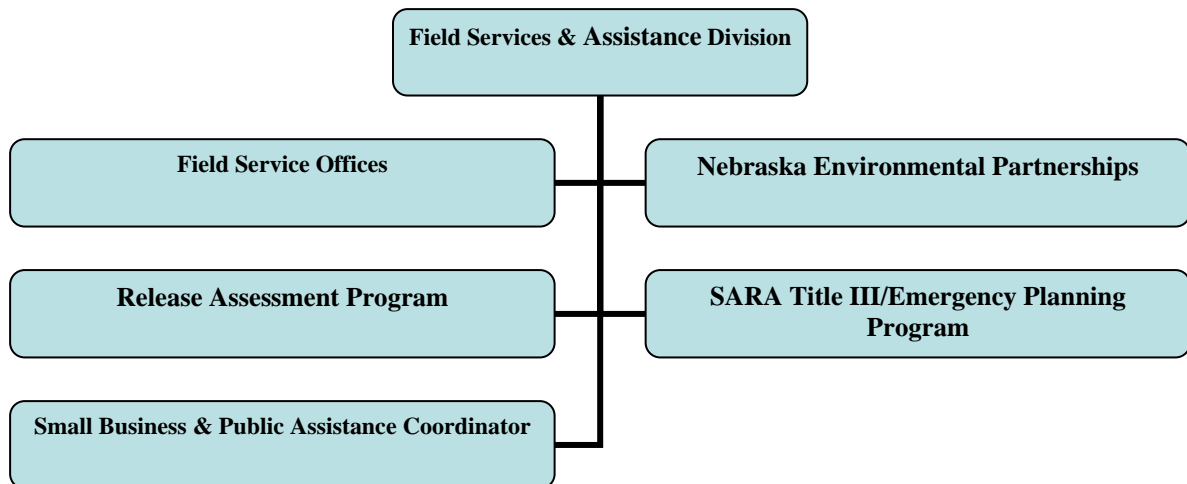 Field Services & Assistance Division
Field Service Offices
Nebraska Environmental Partnerships
Release Assessment Program
SARA Title III/Emergency Planning
Program
Small Business & Public Assistance Coordinator